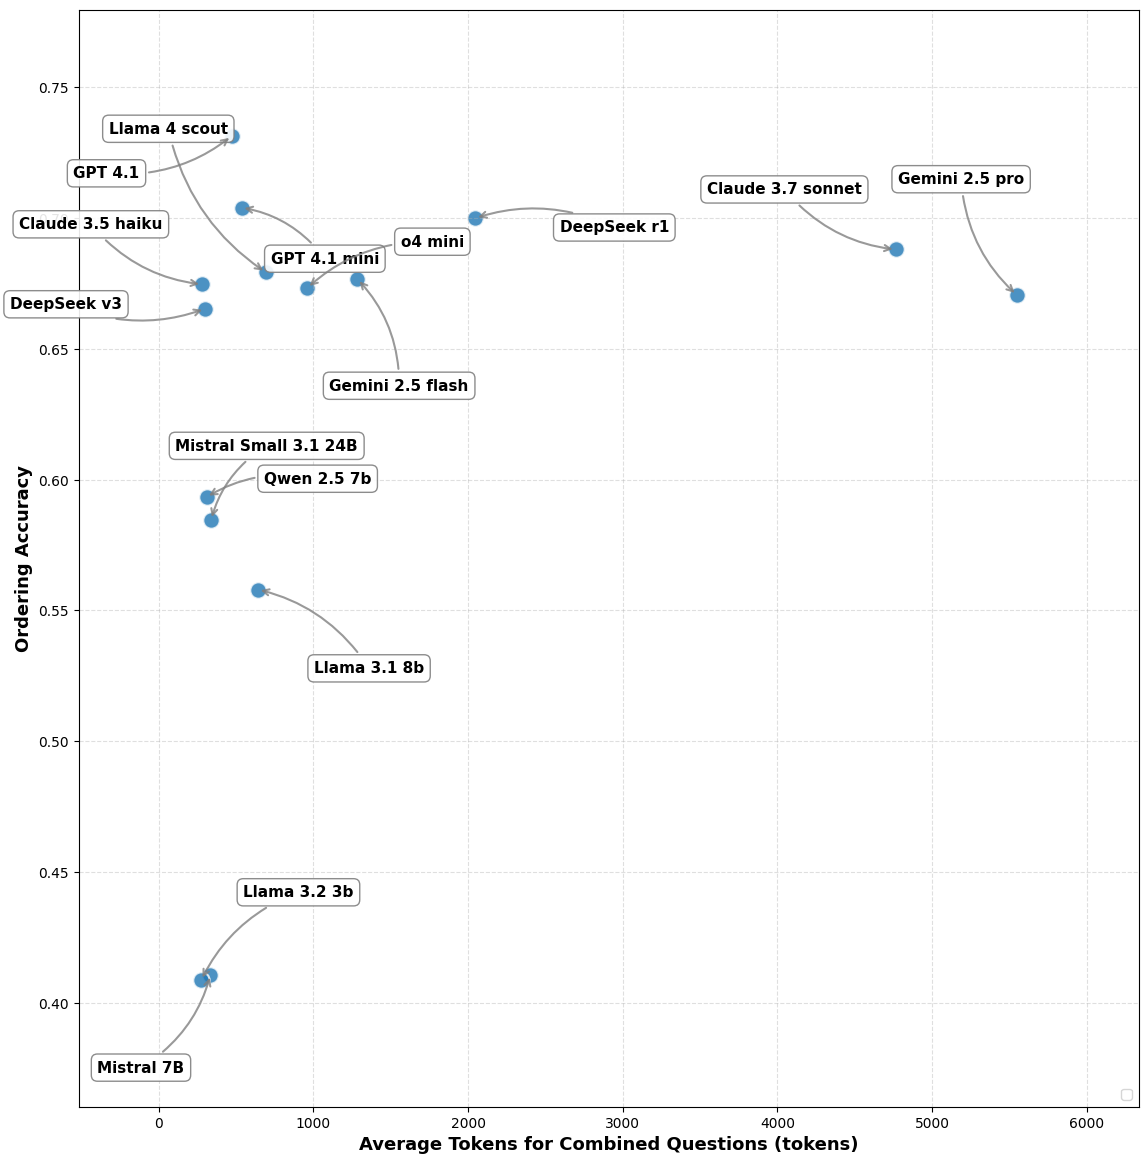 0.75
Llama 4 scout
GPT 4.1
Gemini 2.5 pro
Claude 3.7 sonnet
Claude 3.5 haiku
DeepSeek r1
o4 mini
GPT 4.1 mini
DeepSeek v3
0.65
Gemini 2.5 flash
Mistral Small 3.1 24B
Qwen 2.5 7b
0.60
Ordering Accuracy
0.55
Llama 3.1 8b
0.50
0.45
Llama 3.2 3b
0.40
Mistral 7B
0 1000 2000 3000 4000 5000 6000
Average Tokens for Combined Questions (tokens)